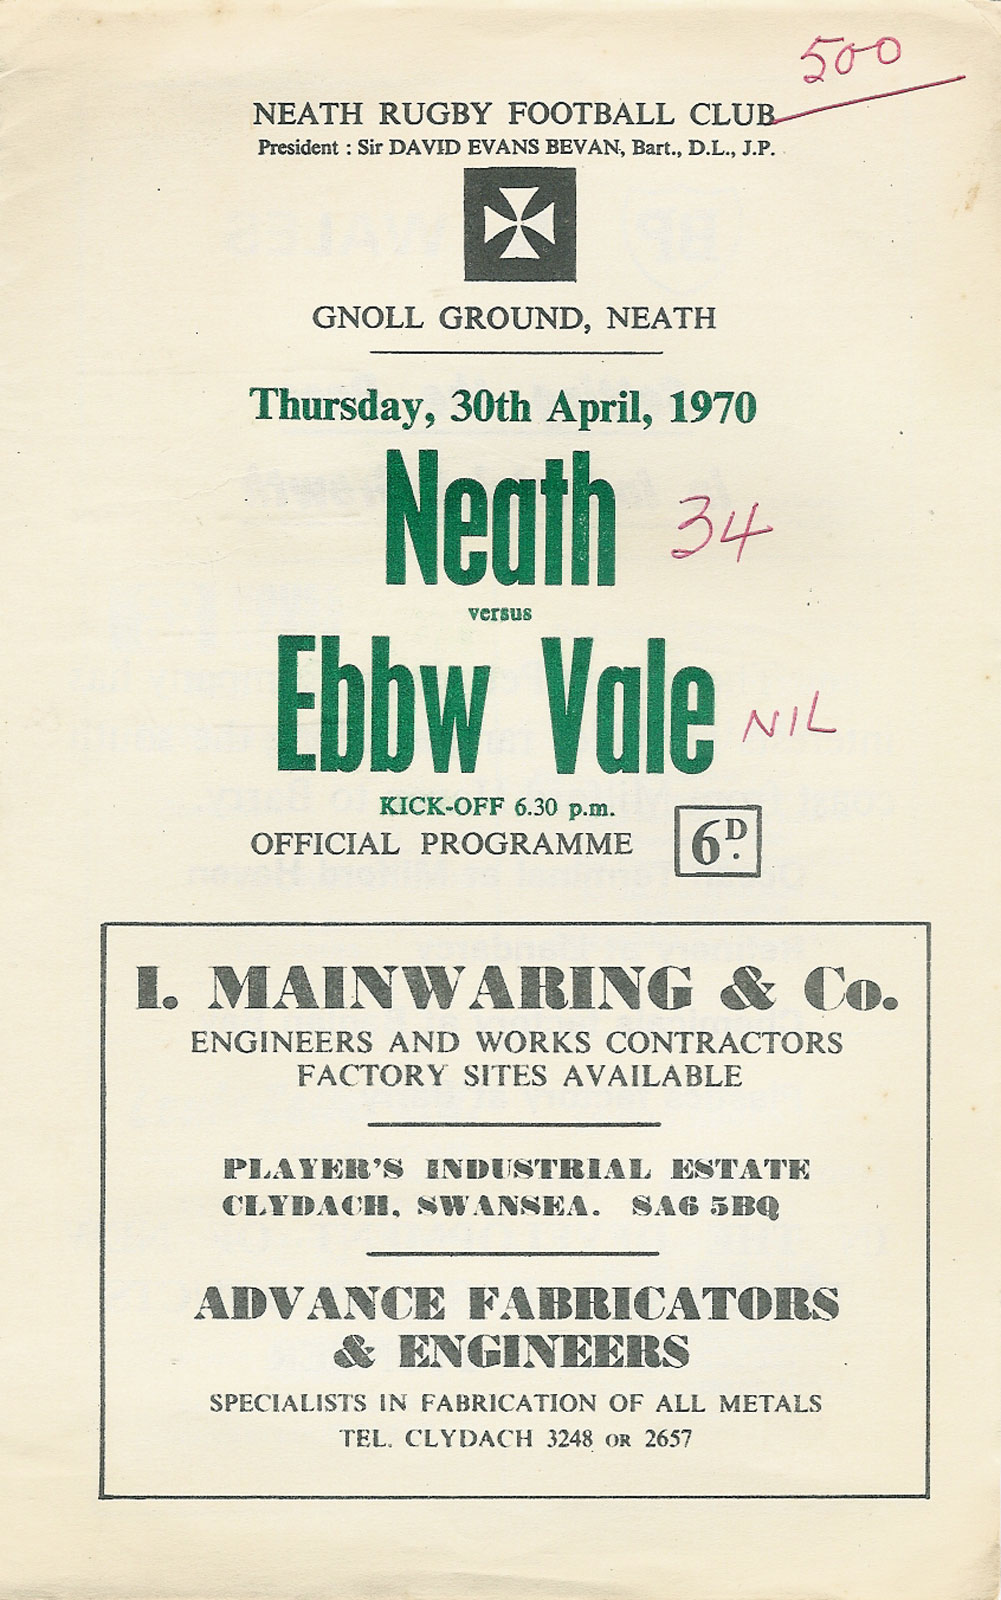 500
NEATH RUGBY FOOTBALL CLUB
President : Sir DAVID EVANS BEVAN, Bart., D.L., J.P.
GNOLL GROUND, NEATH
Thursday, 30th April, 1970
Neath 34
versus
Ebbw Vale NIL
KICK-OFF 6.30 p.m.
OFFICIAL PROGRAMME 6D.
I. MAINWARING & Co.
ENGINEERS AND WORKS CONTRACTORS
FACTORY SITES AVAILABLE
PLAYER'S INDUSTRIAL ESTATE
CLYDACH, SWANSEA. SA6 5BQ
ADVANCE FABRICATORS
& ENGINEERS
SPECIALISTS IN FABRICATION OF ALL METALS
TEL. CLYDACH 3248 OR 2657